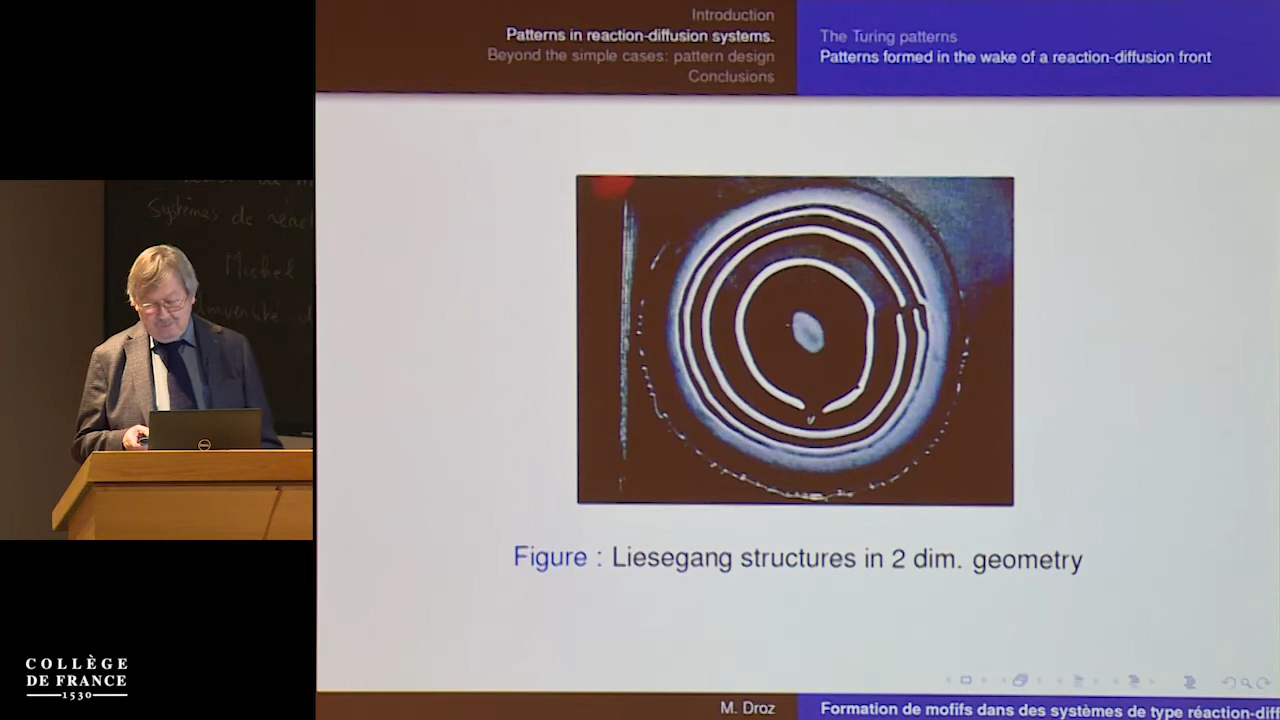 Introduction
Patterns in reaction-diffusion systems.
Beyond the simple cases: pattern design
Conclusions
The Turing patterns
Patterns formed in the wake of a reaction-diffusion front
Systèmes de réac
Michel
Université d
Figure : Liesegang structures in 2 dim. geometry
COLLÈGE
DE FRANCE
1530
M. Droz
Formation de motifs dans des systèmes de type réaction-diff